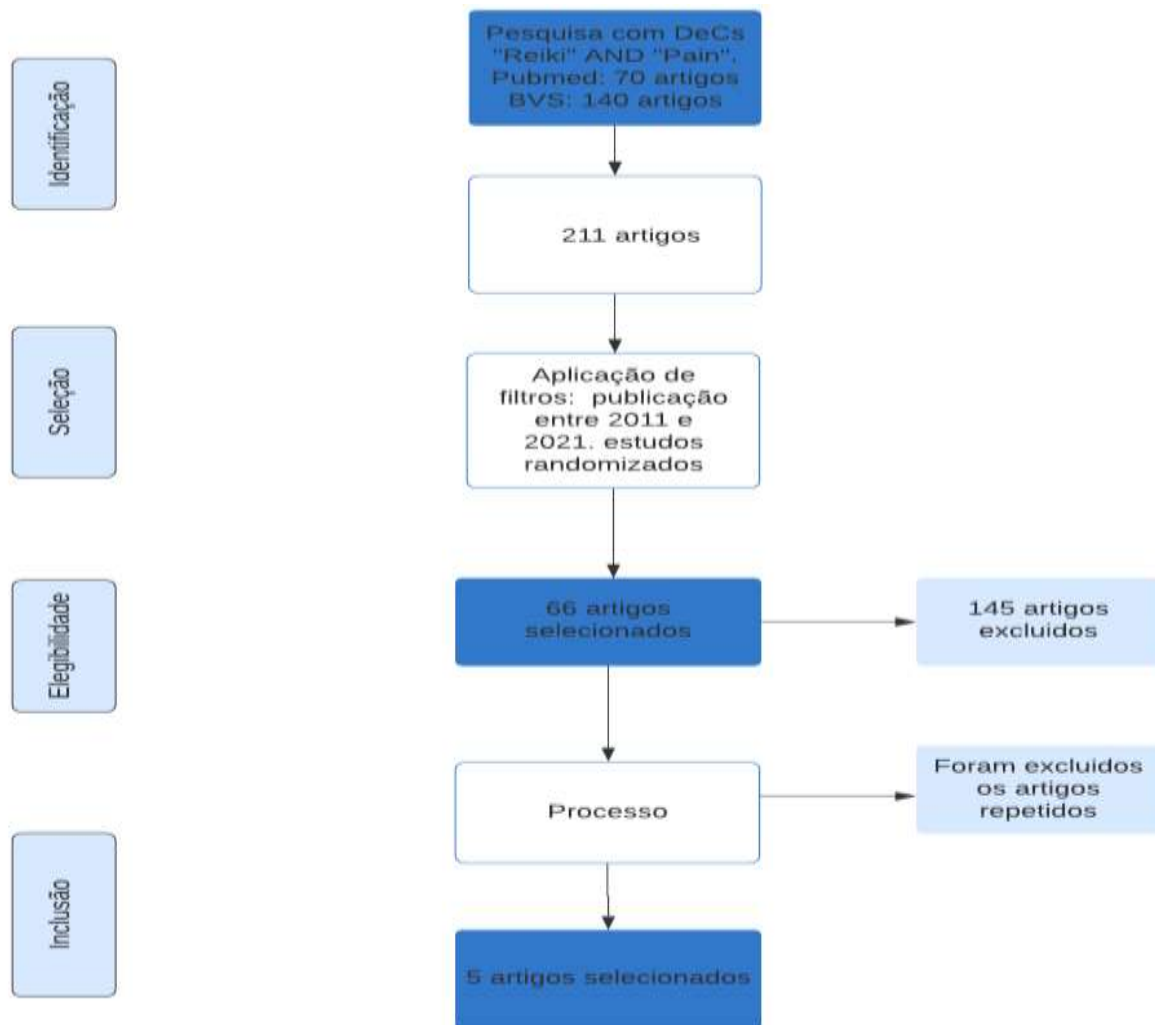 Pesquisa com DeCs
"Reiki" AND "Pain".
Pubmed: 70 artigos
BVS: 140 artigos
Identificação
211 artigos
Seleção
Aplicação de
filtros: publicação
entre 2011 e
2021. estudos
randomizados
Elegibilidade
66 artigos
selecionados
145 artigos
excluidos
Processo
Foram excluidos
os artigos
repetidos
Inclusão
5 artigos selecionados